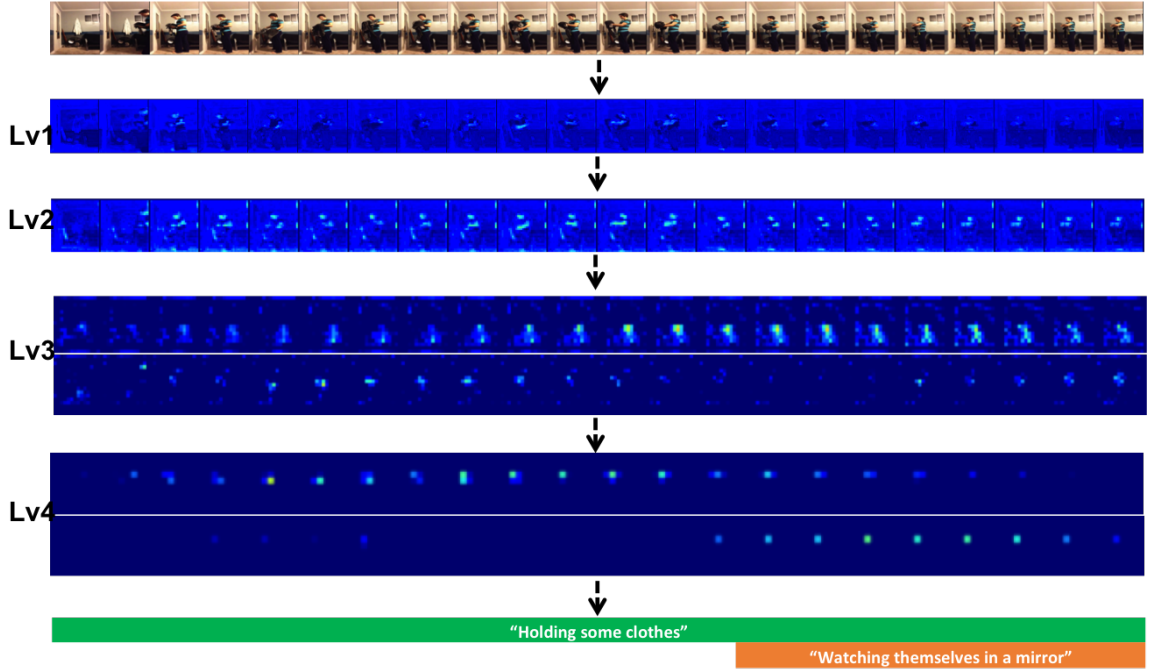 Lv1
Lv2
Lv3
Lv4
“Holding some clothes”
“Watching themselves in a mirror”